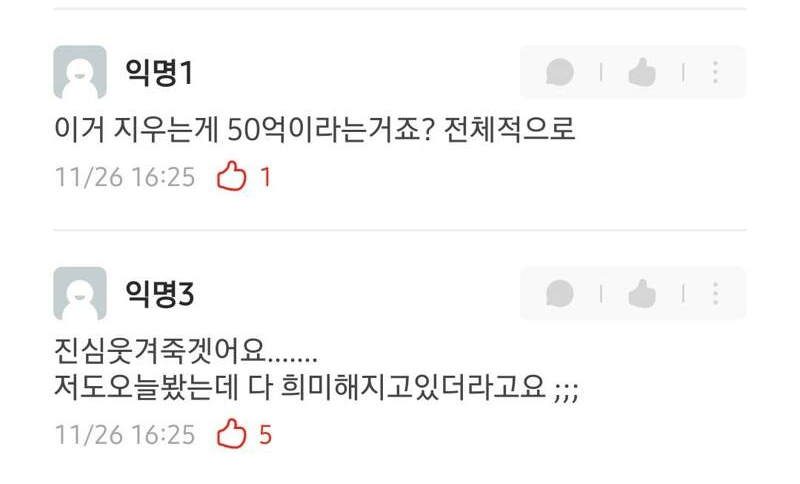 익명1
이거 지우는게 50억이라는거죠? 전체적으로
11/26 16:25 1
익명3
진심웃겨죽겟어요.......
저도오늘봤는데 다 희미해지고있더라고요 ;;;
11/26 16:25 5